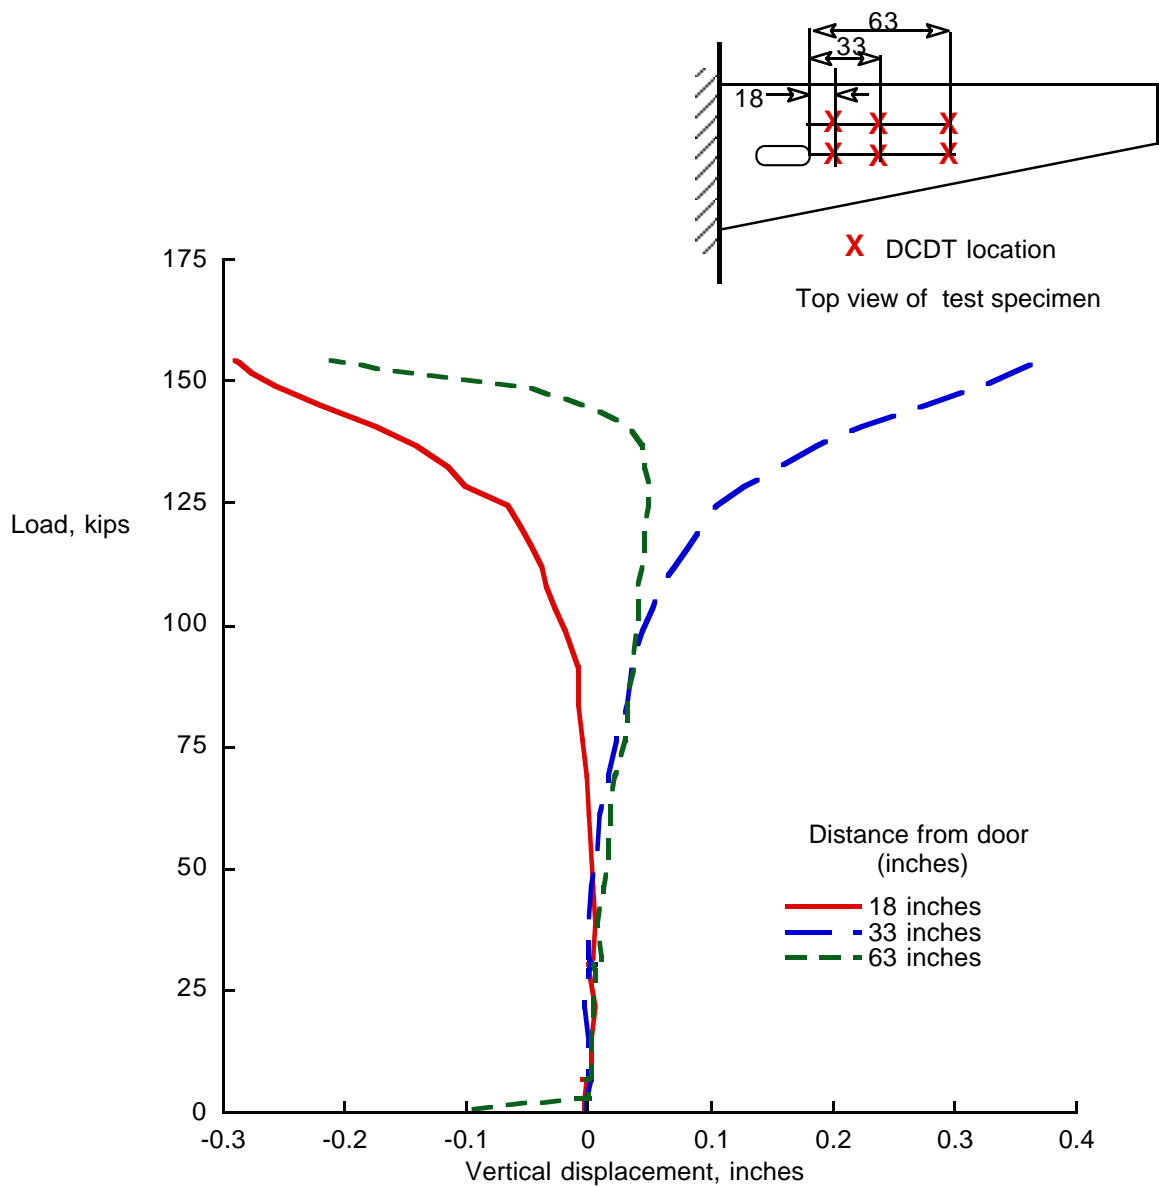 63
33
18
X X X
X X X
X DCDT location
Top view of test specimen
175
150
125
Load, kips
100
75
50
25
0
Distance from door
(inches)
18 inches
33 inches
63 inches
-0.3 -0.2 -0.1 0 0.1 0.2 0.3 0.4
Vertical displacement, inches